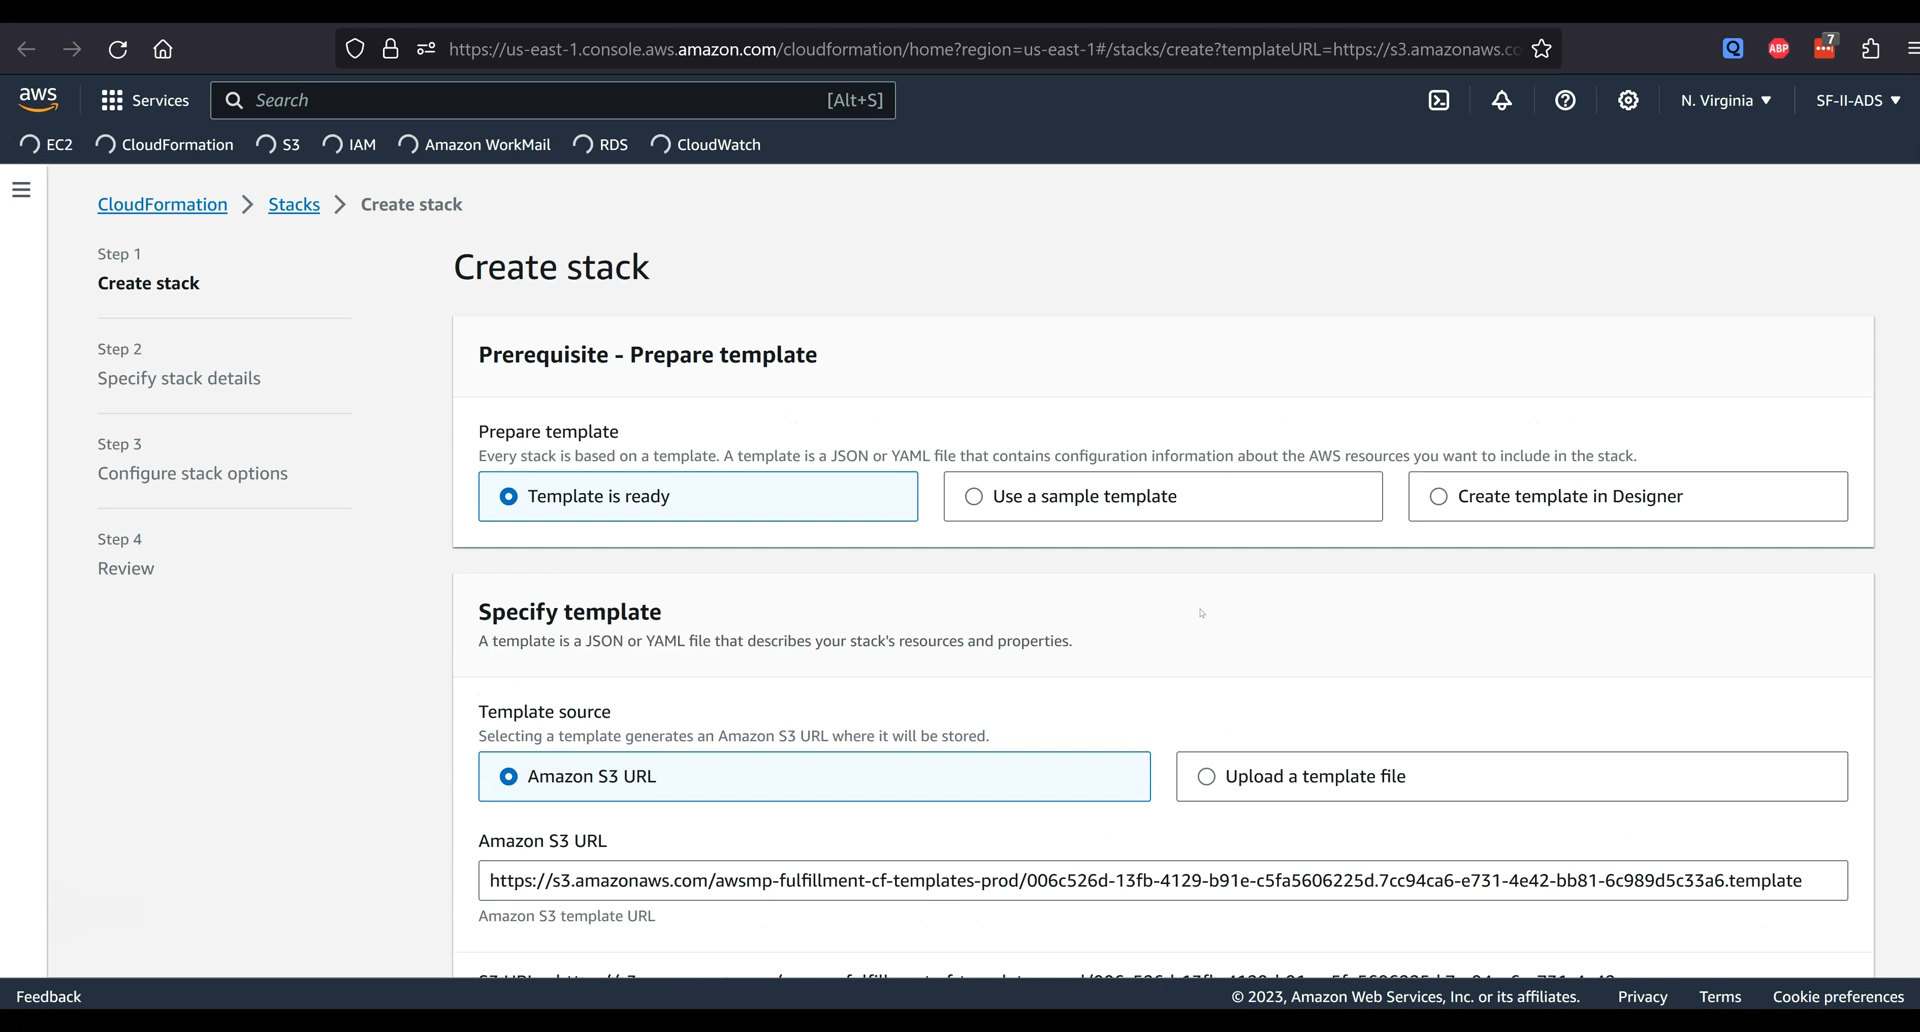 https://us-east-1.console.aws.amazon.com/cloudformation/home?region=us-east-1#/stacks/create?templateURL=https://s3.amazonaws.co
Q
ABP
7
aws
Services
Search
[Alt+S]
N. Virginia
SF-II-ADS
EC2
CloudFormation
S3
IAM
Amazon WorkMail
RDS
CloudWatch
CloudFormation > Stacks > Create stack
Step 1
Create stack
Step 2
Specify stack details
Step 3
Configure stack options
Step 4
Review
Create stack
Prerequisite - Prepare template
Prepare template
Every stack is based on a template. A template is a JSON or YAML file that contains configuration information about the AWS resources you want to include in the stack.
Template is ready
Use a sample template
Create template in Designer
Specify template
A template is a JSON or YAML file that describes your stack's resources and properties.
Template source
Selecting a template generates an Amazon S3 URL where it will be stored.
Amazon S3 URL
Upload a template file
Amazon S3 URL
https://s3.amazonaws.com/awsmp-fulfillment-cf-templates-prod/006c526d-13fb-4129-b91e-c5fa5606225d.7cc94ca6-e731-4e42-bb81-6c989d5c33a6.template
Amazon S3 template URL
Feedback
© 2023, Amazon Web Services, Inc. or its affiliates.
Privacy
Terms
Cookie preferences